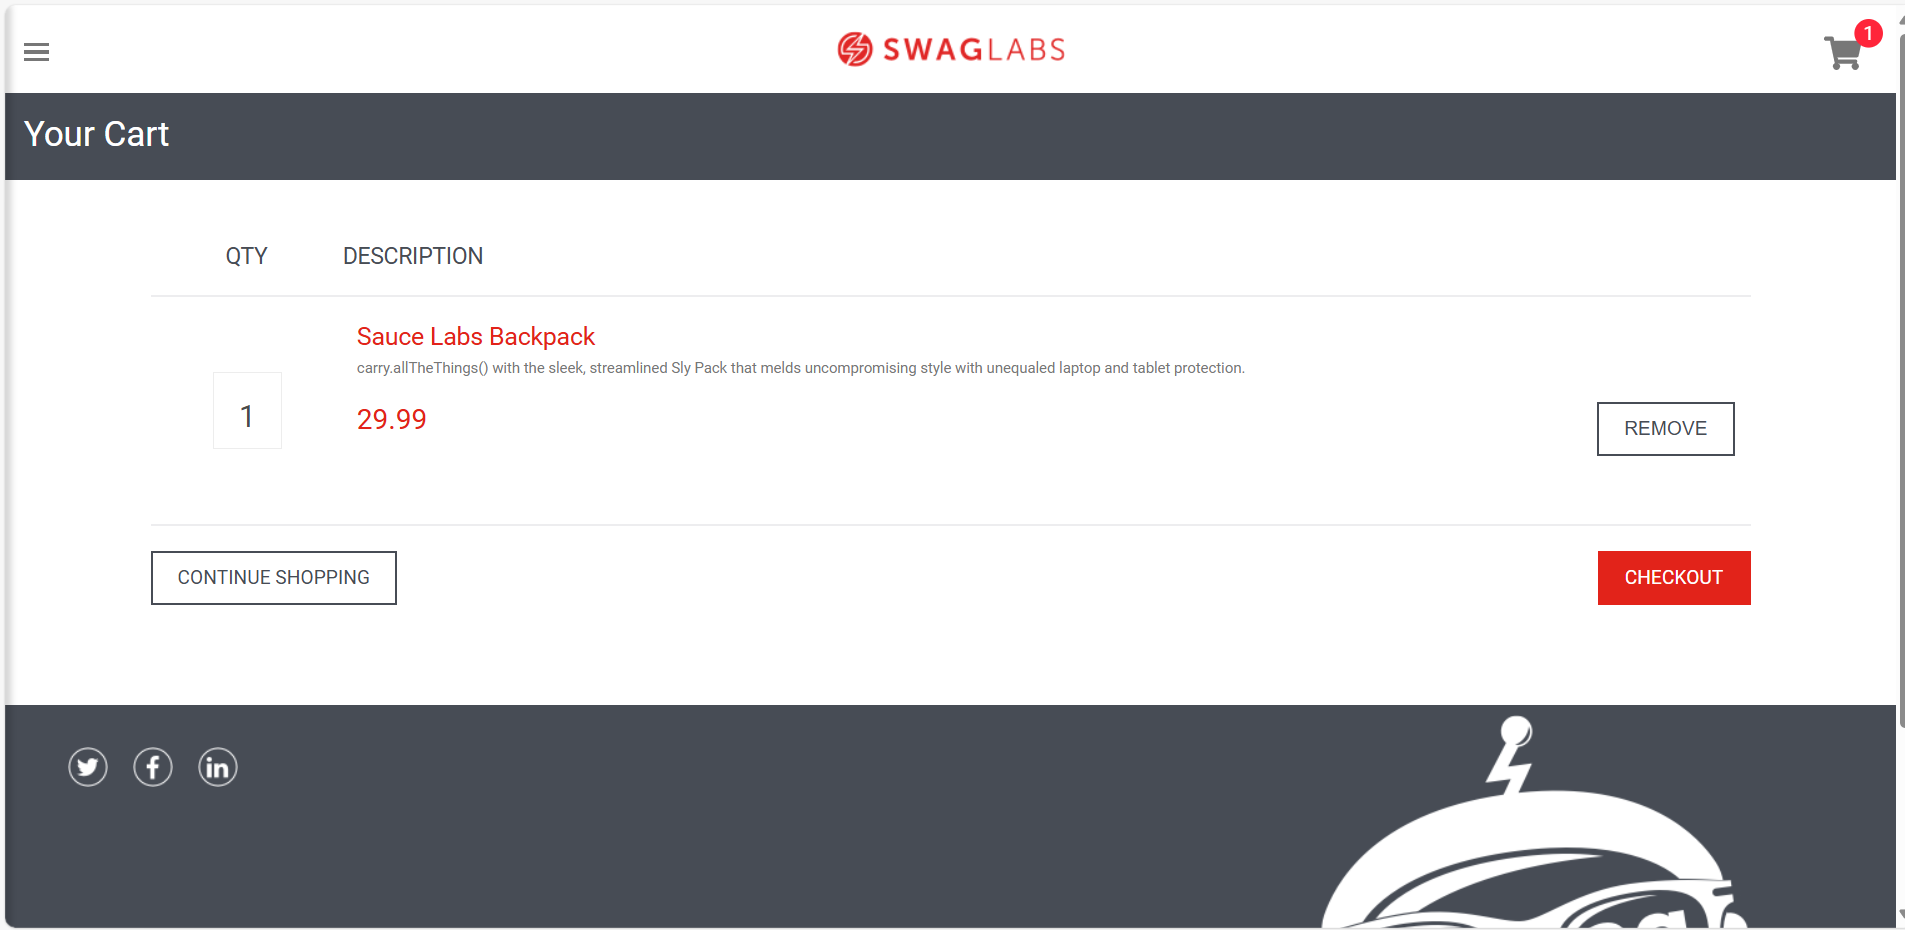 SWAGLABS
1
Your Cart
QTY DESCRIPTION
Sauce Labs Backpack
carry.allTheThings() with the sleek, streamlined Sly Pack that melds uncompromising style with unequaled laptop and tablet protection.
1
29.99
REMOVE
CONTINUE SHOPPING
CHECKOUT